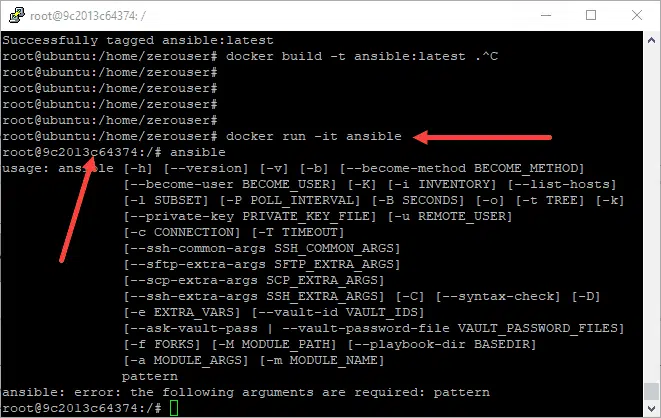 root@9c2013c64374: /
Successfully tagged ansible:latest
root@ubuntu:/home/zerouser# docker build -t ansible:latest .^C
root@ubuntu:/home/zerouser#
root@ubuntu:/home/zerouser#
root@ubuntu:/home/zerouser#
root@ubuntu:/home/zerouser#
root@ubuntu:/home/zerouser# docker run -it ansible
root@9c2013c64374:/# ansible
usage: ansible [-h] [--version] [-v] [-b] [--become-method BECOME_METHOD]
[--become-user BECOME_USER] [-K] [-i INVENTORY] [--list-hosts]
[-l SUBSET] [-P POLL_INTERVAL] [-B SECONDS] [-o] [-t TREE] [-k]
[--private-key PRIVATE_KEY_FILE] [-u REMOTE_USER]
[-c CONNECTION] [-T TIMEOUT]
[--ssh-common-args SSH_COMMON_ARGS]
[--sftp-extra-args SFTP_EXTRA_ARGS]
[--scp-extra-args SCP_EXTRA_ARGS]
[--ssh-extra-args SSH_EXTRA_ARGS] [-C] [--syntax-check] [-D]
[-e EXTRA_VARS] [--vault-id VAULT_IDS]
[--ask-vault-pass | --vault-password-file VAULT_PASSWORD_FILES]
[-f FORKS] [-M MODULE_PATH] [--playbook-dir BASEDIR]
[-a MODULE_ARGS] [-m MODULE_NAME]
pattern
ansible: error: the following arguments are required: pattern
root@9c2013c64374:/#